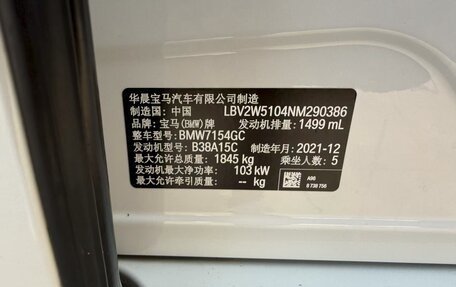 华晨宝马汽车有限公司制造
制造国: 中国 LBV2W5104NM290386
品牌: 宝马(BMW)牌 发动机排量: 1499 mL
整车型号: BMW7154GC
发动机型号: B38A15C 制造年月: 2021-12
最大允许总质量: 1845 kg 乘坐人数: 5
发动机最大净功率: 103 kW
最大允许牵引质量: -- kg
A96
8 738 756